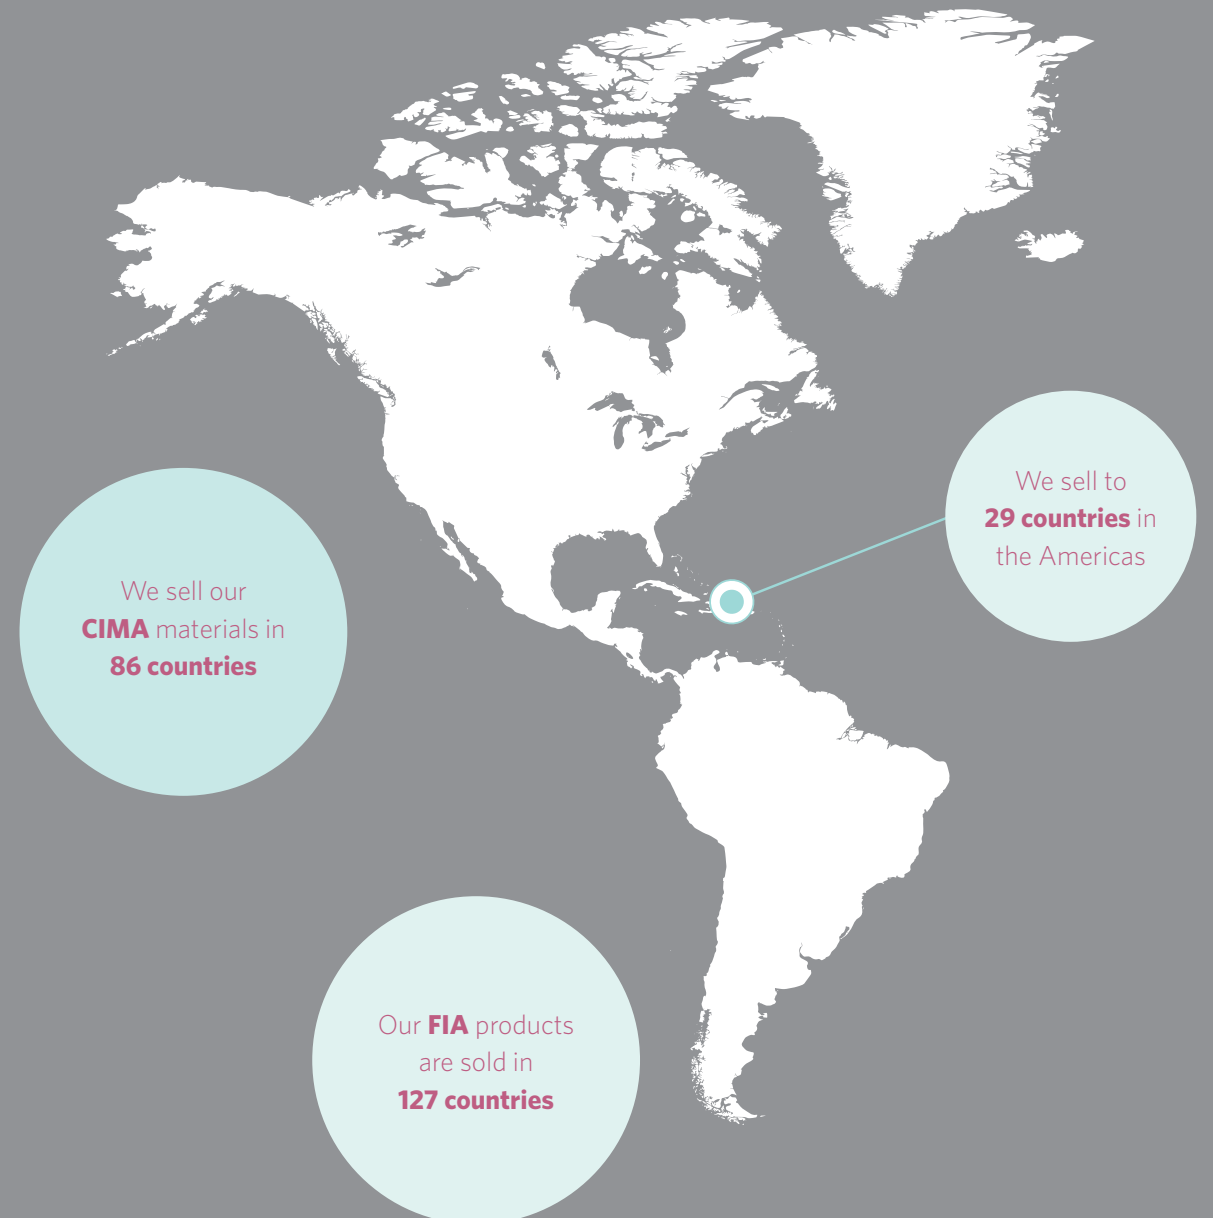 We sell to
29 countries in
the Americas
We sell our
CIMA materials in
86 countries
Our FIA products
are sold in
127 countries